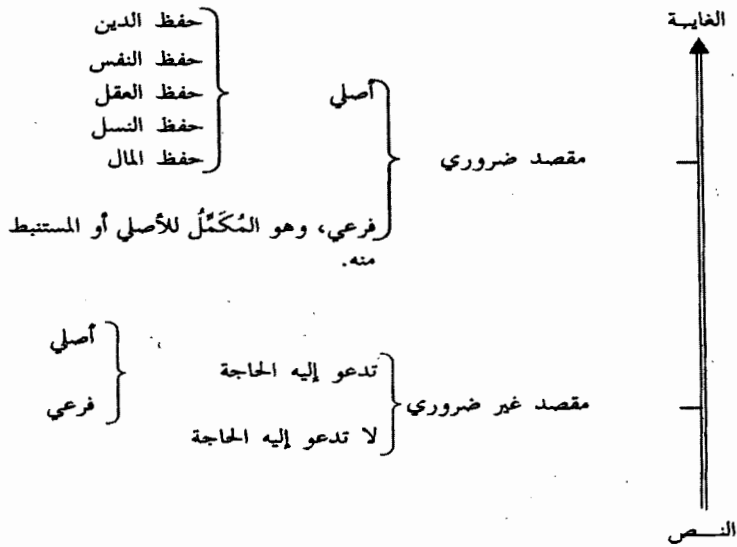 الغايـة
مقصد ضروري
أصلي
حفظ الدين
حفظ النفس
حفظ العقل
حفظ النسل
حفظ المال
فرعي، وهو المُكَمِّلُ للأصلي أو المستنبط
منه.
مقصد غير ضروري
تدعو إليه الحاجة
لا تدعو إليه الحاجة
أصلي
فرعي
النــص